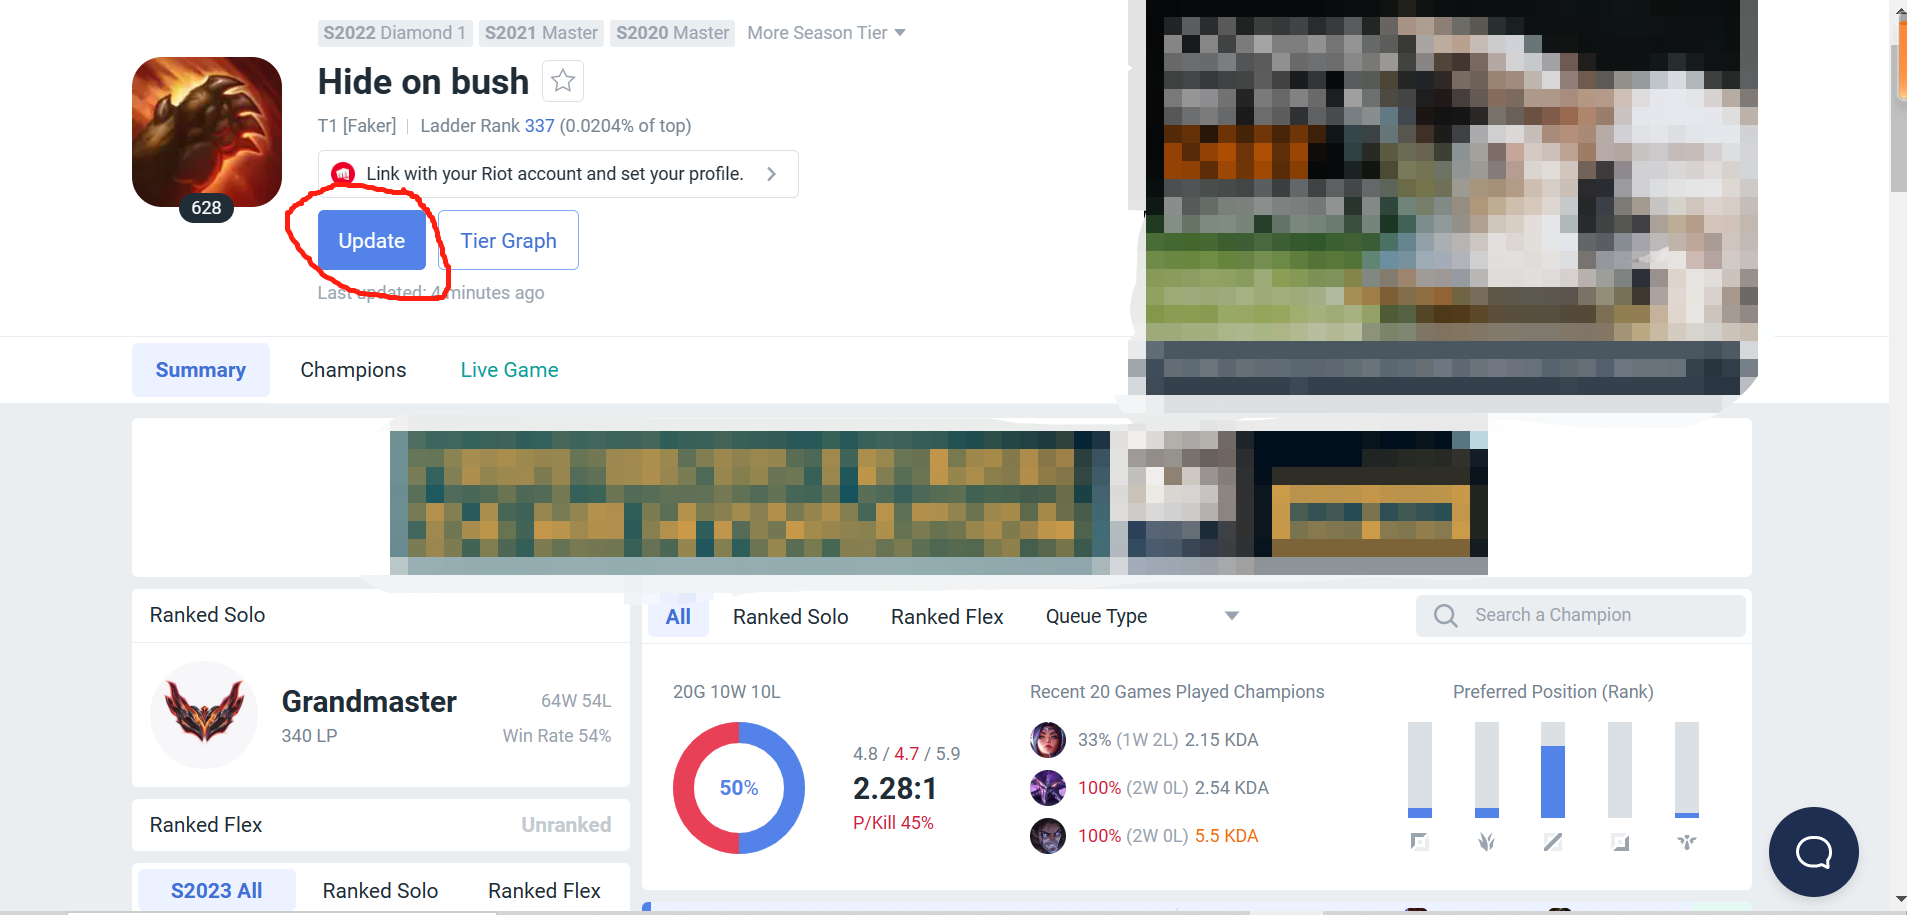 S2022 Diamond 1 S2021 Master S2020 Master More Season Tier
Hide on bush
T1 [Faker] Ladder Rank 337 (0.0204% of top)
Link with your Riot account and set your profile.
628
Update Tier Graph
Last updated: 4 minutes ago
Summary Champions Live Game
Ranked Solo
Grandmaster 64W 54L
340 LP Win Rate 54%
Ranked Flex Unranked
S2023 All Ranked Solo Ranked Flex
All Ranked Solo Ranked Flex Queue Type Search a Champion
20G 10W 10L
50%
4.8 / 4.7 / 5.9
2.28:1
P/Kill 45%
Recent 20 Games Played Champions
33% (1W 2L) 2.15 KDA
100% (2W 0L) 2.54 KDA
100% (2W 0L) 5.5 KDA
Preferred Position (Rank)